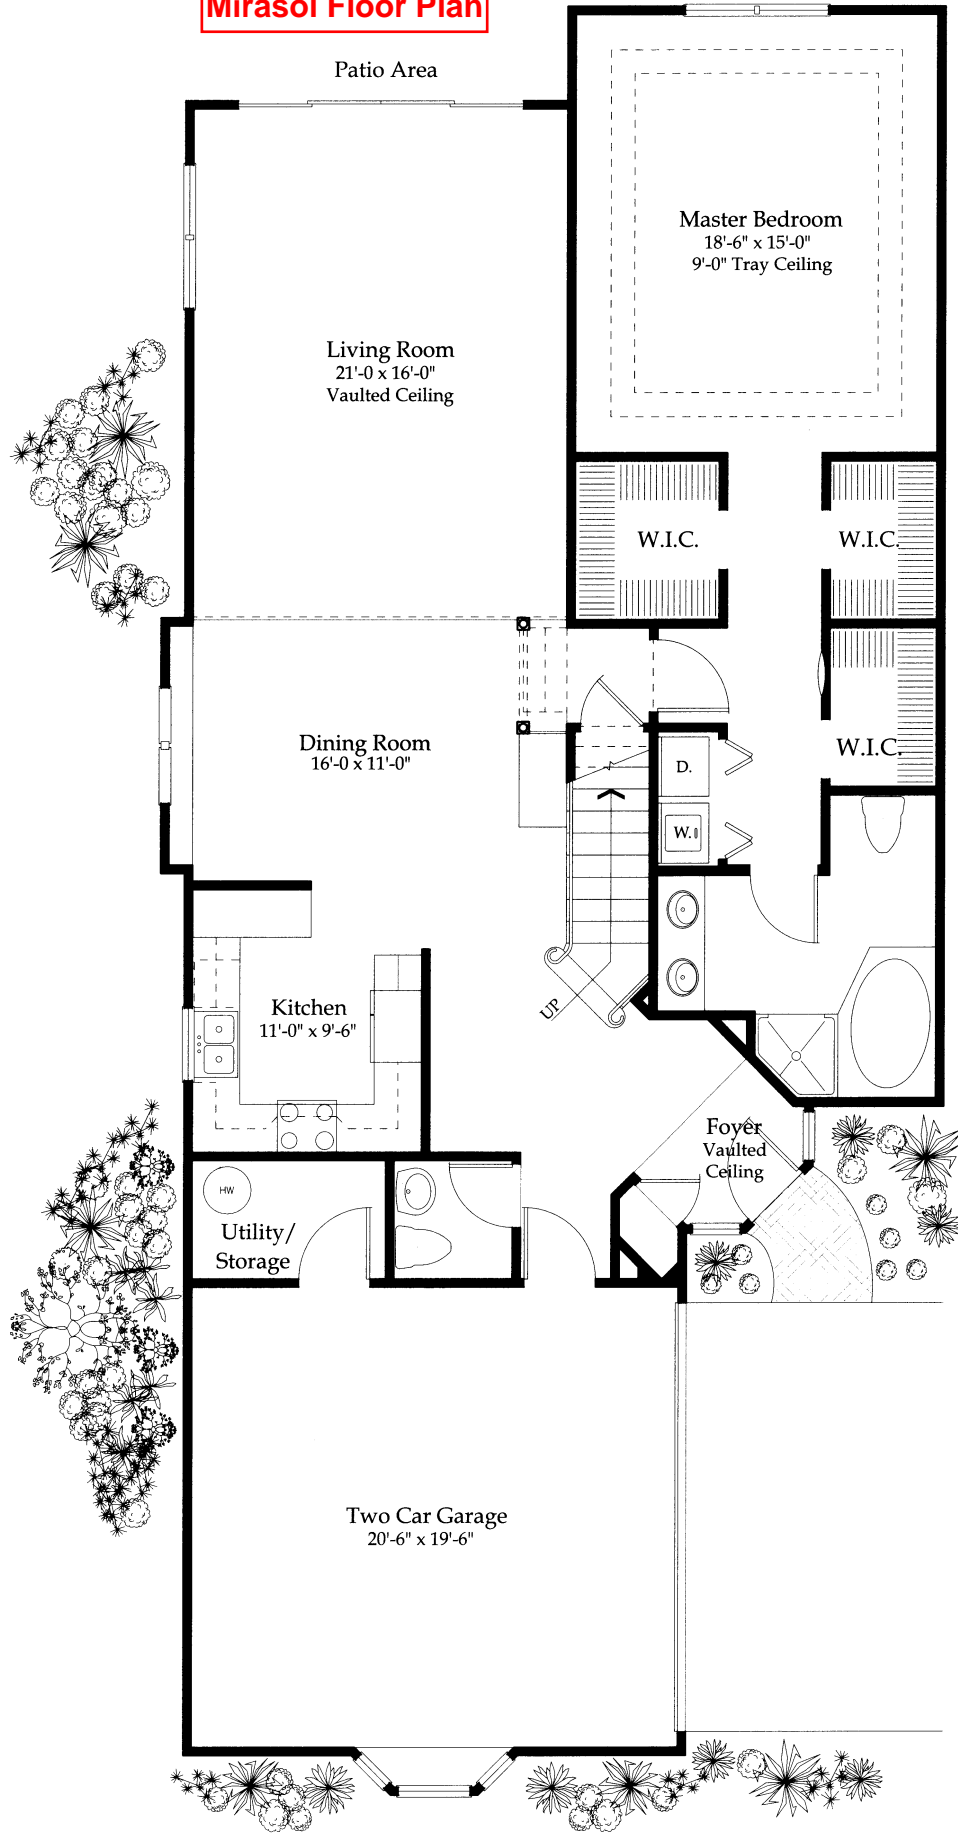 Mirasol Floor Plan
Patio Area
Master Bedroom
18'-6" x 15'-0"
9'-0" Tray Ceiling
Living Room
21'-0 x 16'-0"
Vaulted Ceiling
W.I.C.
W.I.C.
Dining Room
16'-0 x 11'-0"
W.I.C.
D.
W.
UP
Kitchen
11'-0" x 9'-6"
Foyer
Vaulted
Ceiling
HW
Utility/
Storage
Two Car Garage
20'-6" x 19'-6"